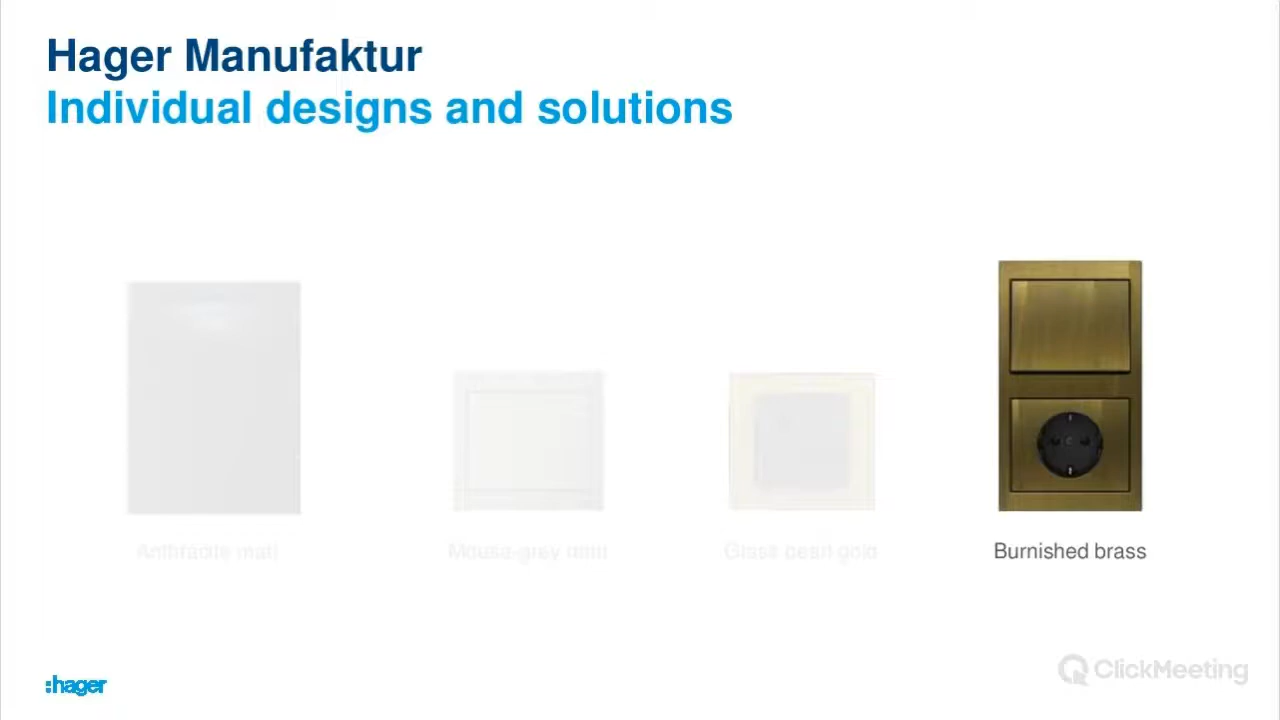 Hager Manufaktur
Individual designs and solutions
Anthracite matt
Mouse-grey matt
Glass pearl gold
Burnished brass
:hager
ClickMeeting